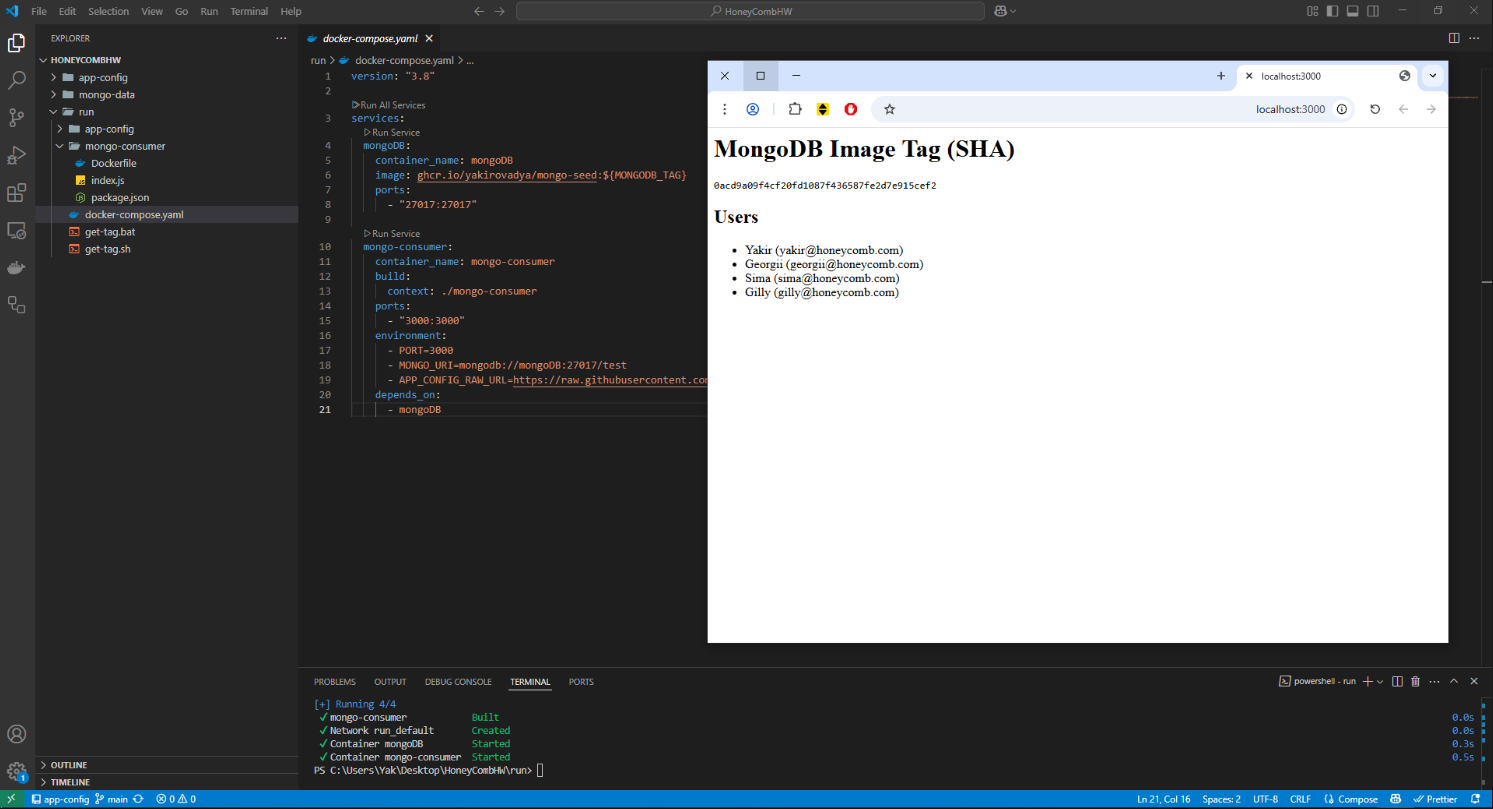 File Edit Selection View Go Run Terminal Help
HoneyCombHW
EXPLORER
HONEYCOMBHW
app-config
mongo-data
run
app-config
mongo-consumer
Dockerfile
index.js
package.json
docker-compose.yaml
get-tag.bat
get-tag.sh
OUTLINE
TIMELINE
docker-compose.yaml
run > docker-compose.yaml > ...
1 version: "3.8"
2
Run All Services
3 services:
Run Service
4 mongoDB:
5 container_name: mongoDB
6 image: ghcr.io/yakirovadya/mongo-seed:${MONGODB_TAG}
7 ports:
8 - "27017:27017"
9
Run Service
10 mongo-consumer:
11 container_name: mongo-consumer
12 build:
13 context: ./mongo-consumer
14 ports:
15 - "3000:3000"
16 environment:
17 - PORT=3000
18 - MONGO_URI=mongodb://mongoDB:27017/test
19 - APP_CONFIG_RAW_URL=https://raw.githubusercontent.co
20 depends_on:
21 - mongoDB
localhost:3000
localhost:3000
MongoDB Image Tag (SHA)
0acd9a09f4cf20fd1087f436587fe2d7e915cef2
Users
• Yakir (yakir@honeycomb.com)
• Georgii (georgii@honeycomb.com)
• Sima (sima@honeycomb.com)
• Gilly (gilly@honeycomb.com)
PROBLEMS OUTPUT DEBUG CONSOLE TERMINAL PORTS
powershell - run
[+] Running 4/4
✓ mongo-consumer Built 0.0s
✓ Network run_default Created 0.0s
✓ Container mongoDB Started 0.3s
✓ Container mongo-consumer Started 0.5s
PS C:\Users\Yak\Desktop\HoneyCombHW\run>
1
app-config main 0 0 Ln 21, Col 16 Spaces: 2 UTF-8 CRLF Compose Prettier